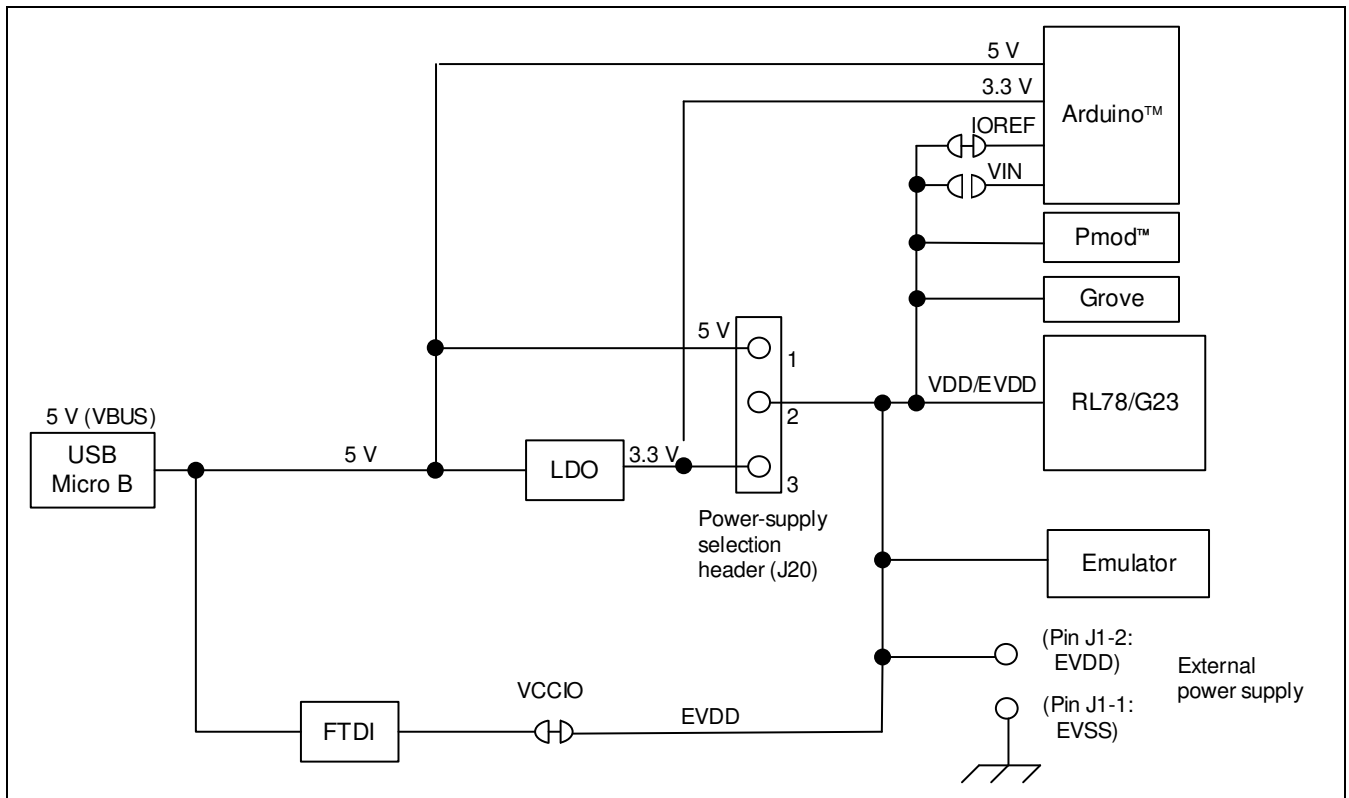 5 V
3.3 V
IOREF
VIN
Arduino™
Pmod™
Grove
5 V
1
2
3
VDD/EVDD
RL78/G23
5 V (VBUS)
USB
Micro B
5 V
LDO
3.3 V
Power-supply
selection
header (J20)
Emulator
(Pin J1-2:
EVDD)
(Pin J1-1:
EVSS)
External
power supply
VCCIO
FTDI
EVDD